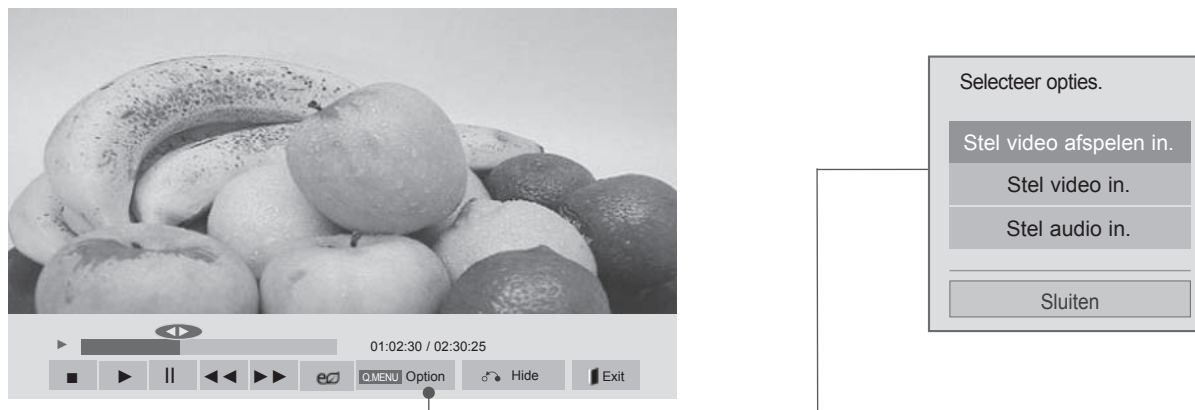 01:02:30 / 02:30:25
Q.MENU Option
Hide
Exit
Selecteer opties.
Stel video afspelen in.
Stel video in.
Stel audio in.
Sluiten